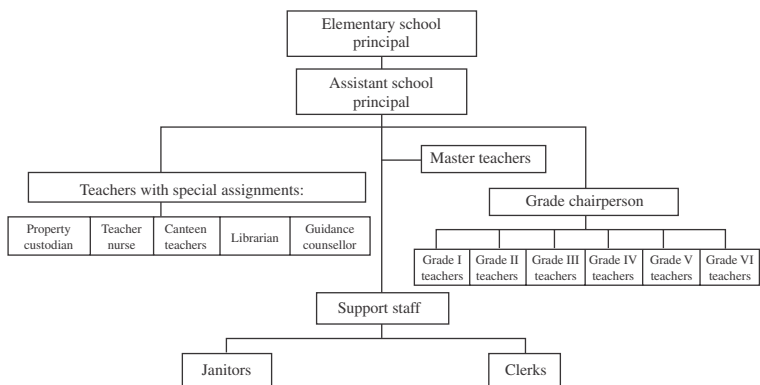 Elementary school
principal
Assistant school
principal
Master teachers
Teachers with special assignments:
Grade chairperson
Property
custodian
Teacher
nurse
Canteen
teachers
Librarian
Guidance
counsellor
Grade I
teachers
Grade II
teachers
Grade III
teachers
Grade IV
teachers
Grade V
teachers
Grade VI
teachers
Support staff
Janitors
Clerks